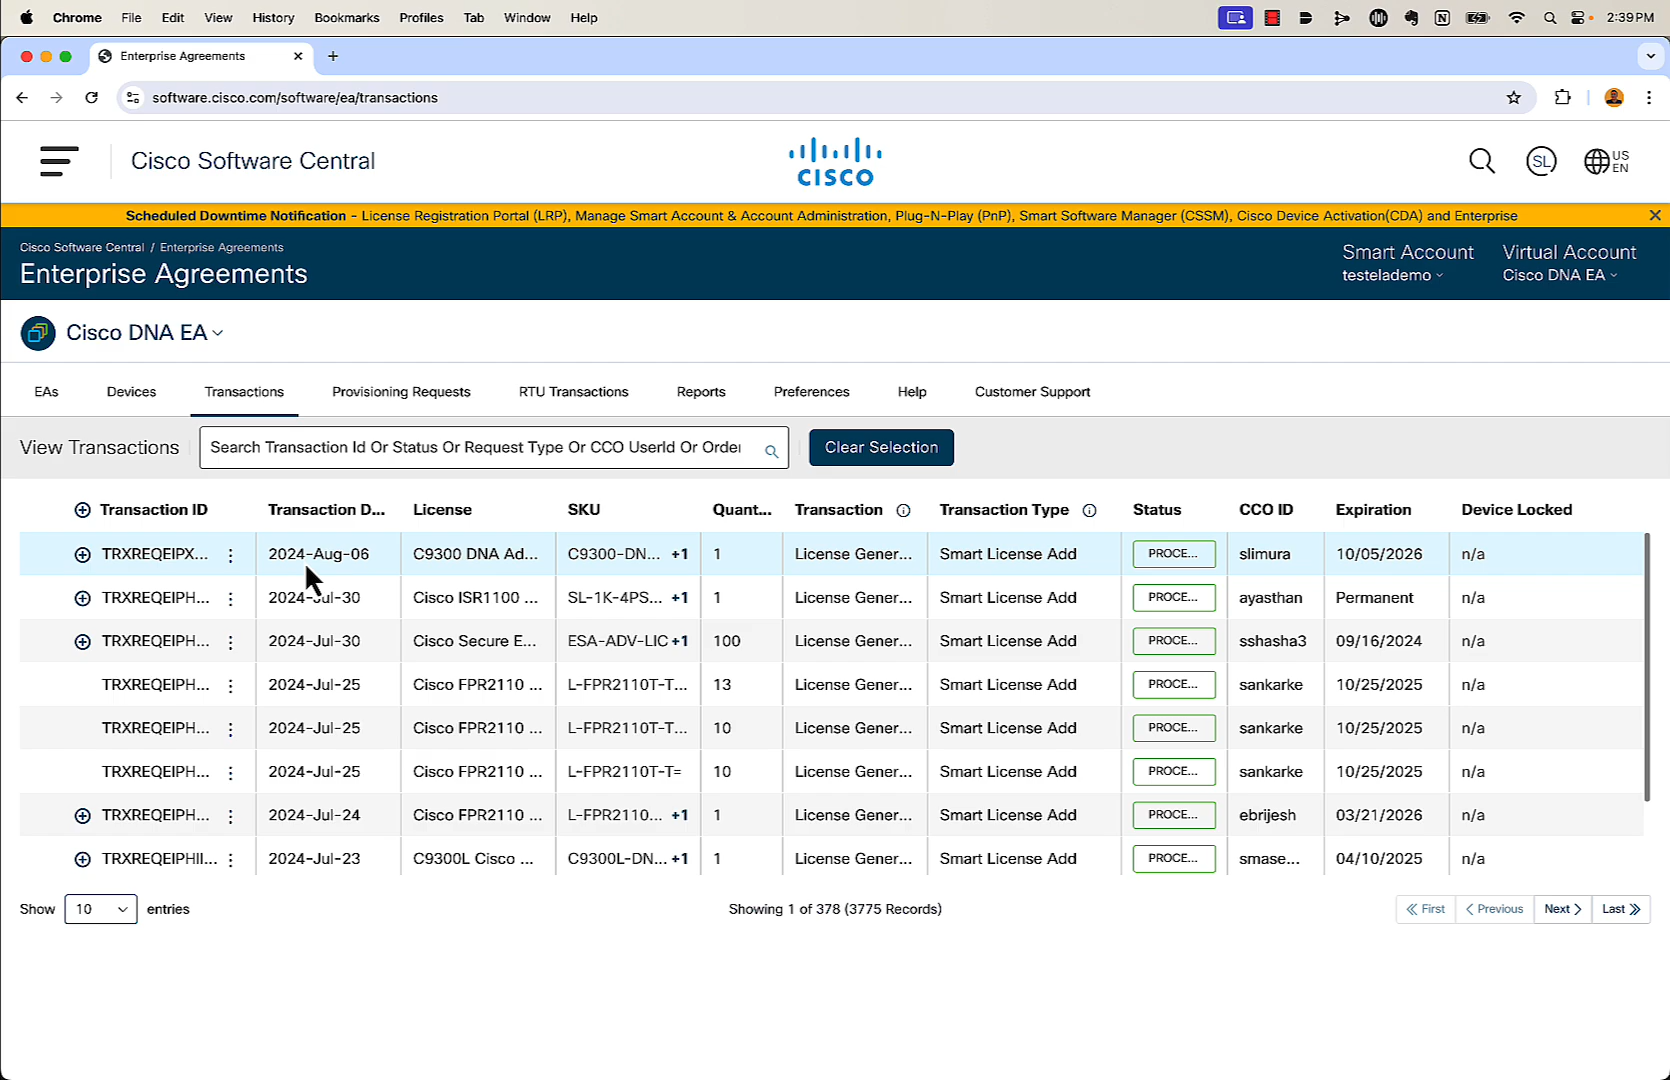 Chrome File Edit View History Bookmarks Profiles Tab Window Help 2:39 PM
Enterprise Agreements
software.cisco.com/software/ea/transactions
Cisco Software Central
CISCO
SL
US
EN
Scheduled Downtime Notification - License Registration Portal (LRP), Manage Smart Account & Account Administration, Plug-N-Play (PnP), Smart Software Manager (CSSM), Cisco Device Activation(CDA) and Enterprise
Cisco Software Central / Enterprise Agreements
Enterprise Agreements
Smart Account
testelademo
Virtual Account
Cisco DNA EA
Cisco DNA EA
EAs Devices Transactions Provisioning Requests RTU Transactions Reports Preferences Help Customer Support
View Transactions Search Transaction Id Or Status Or Request Type Or CCO UserId Or Order Clear Selection
Transaction ID Transaction D... License SKU Quant... Transaction Transaction Type Status CCO ID Expiration Device Locked
TRXREQEIPX... 2024-Aug-06 C9300 DNA Ad... C9300-DN... +1 1 License Gener... Smart License Add PROCE... slimura 10/05/2026 n/a
TRXREQEIPH... 2024-Jul-30 Cisco ISR1100 ... SL-1K-4PS... +1 1 License Gener... Smart License Add PROCE... ayasthan Permanent n/a
TRXREQEIPH... 2024-Jul-30 Cisco Secure E... ESA-ADV-LIC +1 100 License Gener... Smart License Add PROCE... sshasha3 09/16/2024 n/a
TRXREQEIPH... 2024-Jul-25 Cisco FPR2110 ... L-FPR2110T-T... 13 License Gener... Smart License Add PROCE... sankarke 10/25/2025 n/a
TRXREQEIPH... 2024-Jul-25 Cisco FPR2110 ... L-FPR2110T-T... 10 License Gener... Smart License Add PROCE... sankarke 10/25/2025 n/a
TRXREQEIPH... 2024-Jul-25 Cisco FPR2110 ... L-FPR2110T-T= 10 License Gener... Smart License Add PROCE... sankarke 10/25/2025 n/a
TRXREQEIPH... 2024-Jul-24 Cisco FPR2110 ... L-FPR2110... +1 1 License Gener... Smart License Add PROCE... ebrijesh 03/21/2026 n/a
TRXREQEIPHII... 2024-Jul-23 C9300L Cisco ... C9300L-DN... +1 1 License Gener... Smart License Add PROCE... smase... 04/10/2025 n/a
Show 10 entries Showing 1 of 378 (3775 Records) First Previous Next Last